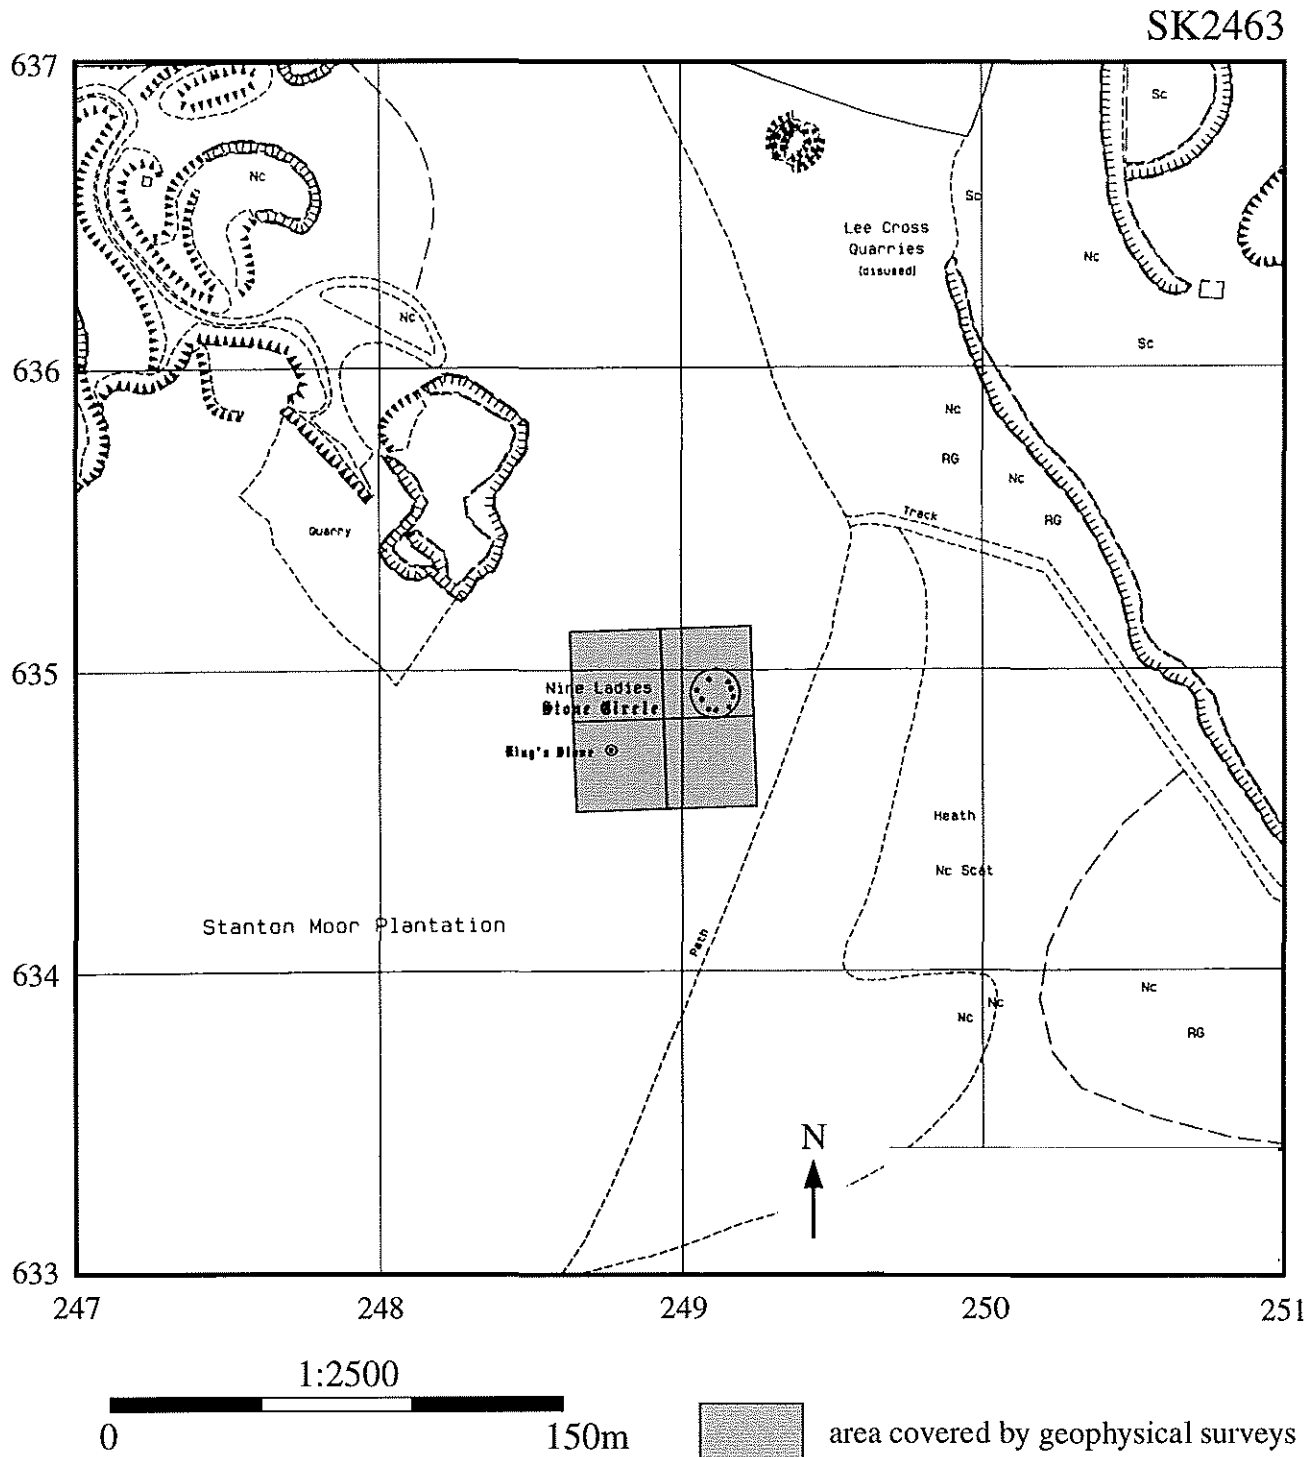 SK2463
637
Sc
Nc
Sc
Lee Cross
Quarries
(disused)
Nc
Nc
Sc
636
Nc
RG
Nc
Track
RG
Quarry
635
Nine Ladies
Stone Circle
King's Stone
Heath
Nc Scat
Stanton Moor Plantation
Path
634
Nc
Nc
Nc
RG
N
633
247
248
249
250
251
1:2500
0
150m
area covered by geophysical surveys